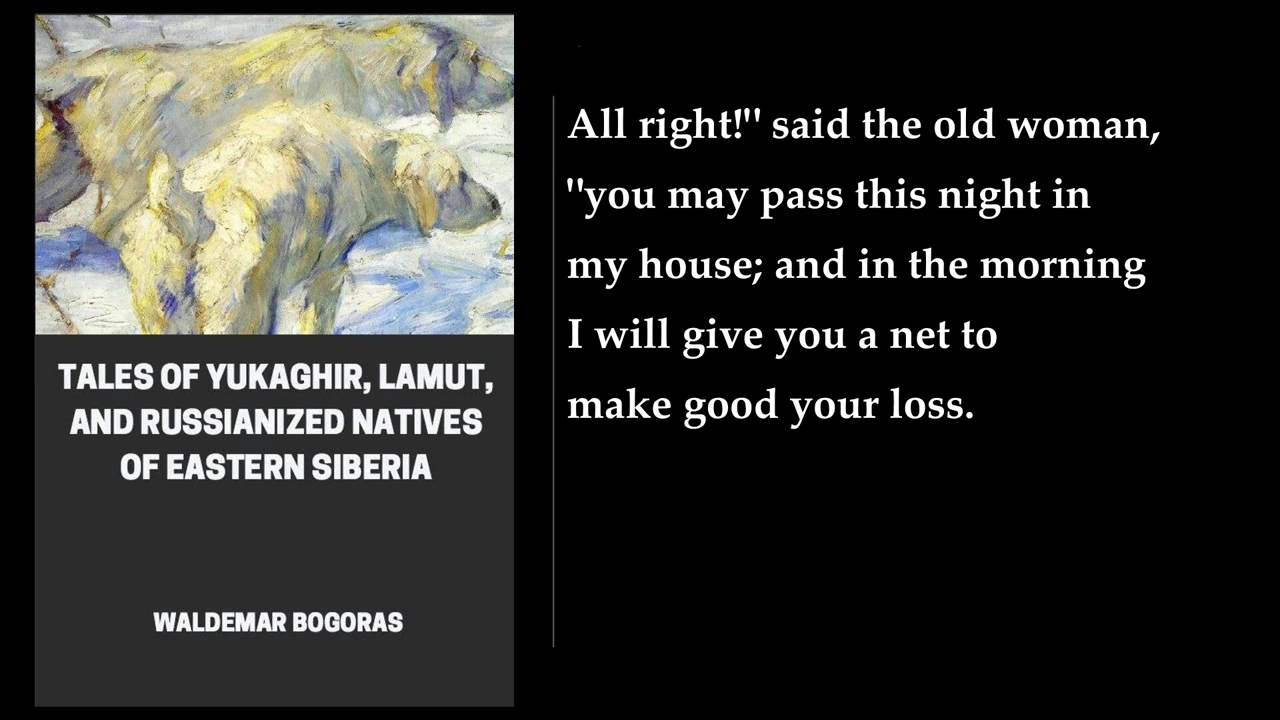 TALES OF YUKAGHIR, LAMUT,
AND RUSSIANIZED NATIVES
OF EASTERN SIBERIA
WALDEMAR BOGORAS
All right!" said the old woman,
"you may pass this night in
my house; and in the morning
I will give you a net to
make good your loss.